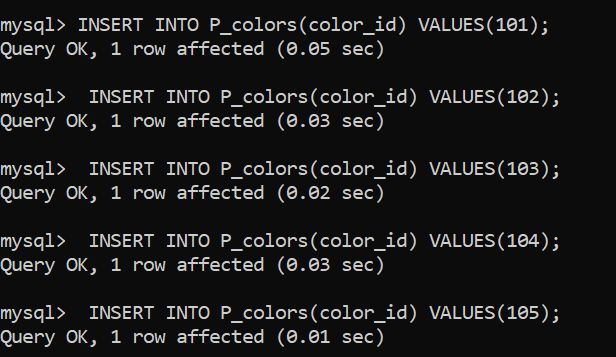 mysql> INSERT INTO P_colors(color_id) VALUES(101);
Query OK, 1 row affected (0.05 sec)
mysql>  INSERT INTO P_colors(color_id) VALUES(102);
Query OK, 1 row affected (0.03 sec)
mysql>  INSERT INTO P_colors(color_id) VALUES(103);
Query OK, 1 row affected (0.02 sec)
mysql>  INSERT INTO P_colors(color_id) VALUES(104);
Query OK, 1 row affected (0.03 sec)
mysql>  INSERT INTO P_colors(color_id) VALUES(105);
Query OK, 1 row affected (0.01 sec)